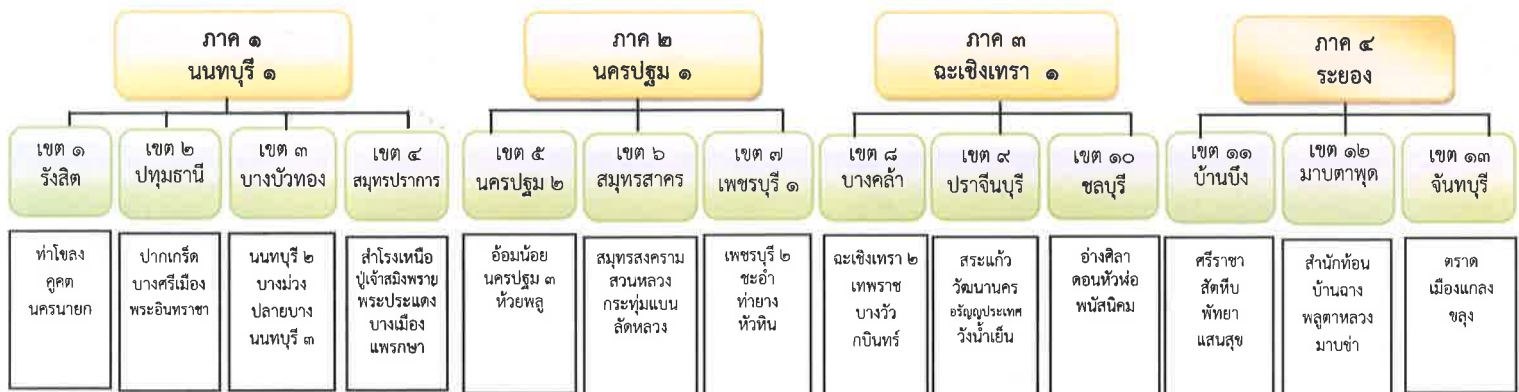 ภาค ๑
นนทบุรี ๑
ภาค ๒
นครปฐม ๑
ภาค ๓
ฉะเชิงเทรา ๑
ภาค ๔
ระยอง
เขต ๑
รังสิต
เขต ๒
ปทุมธานี
เขต ๓
บางบัวทอง
เขต ๔
สมุทรปราการ
เขต ๕
นครปฐม ๒
เขต ๖
สมุทรสาคร
เขต ๗
เพชรบุรี ๑
เขต ๘
บางคล้า
เขต ๙
ปราจีนบุรี
เขต ๑๐
ชลบุรี
เขต ๑๑
บ้านบึง
เขต ๑๒
มาบตาพุด
เขต ๑๓
จันทบุรี
ท่าโขลง
คูคต
นครนายก
ปากเกร็ด
บางศรีเมือง
พระอินทราชา
นนทบุรี ๒
บางม่วง
ปลายบาง
นนทบุรี ๓
สำโรงเหนือ
ปู่เจ้าสมิงพราย
พระประแดง
บางเมือง
แพรกษา
อ้อมน้อย
นครปฐม ๓
ห้วยพลู
สมุทรสงคราม
สวนหลวง
กระทุ่มแบน
ลัดหลวง
เพชรบุรี ๒
ชะอำ
ท่ายาง
หัวหิน
ฉะเชิงเทรา ๒
เทพราช
บางวัว
กบินทร์
สระแก้ว
วัฒนานคร
อรัญญประเทศ
วังน้ำเย็น
อ่างศิลา
ดอนหัวฬ่อ
พนัสนิคม
ศรีราชา
สัตหีบ
พัทยา
แสนสุข
สำนักท้อน
บ้านฉาง
พลูตาหลวง
มาบข่า
ตราด
เมืองแกลง
ขลุง